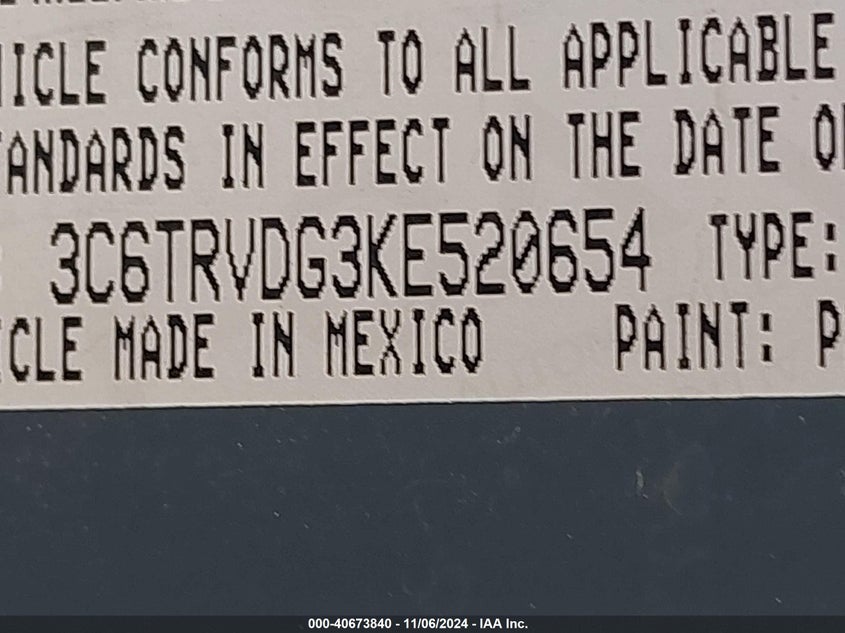 ICLE CONFORMS TO ALL APPLICABLE
ANDARDS IN EFFECT ON THE DATE
3C6TRVDG3KE520654 TYPE:
CLE MADE IN MEXICO PAINT: P
000-40673840 - 11/06/2024 - IAA Inc.